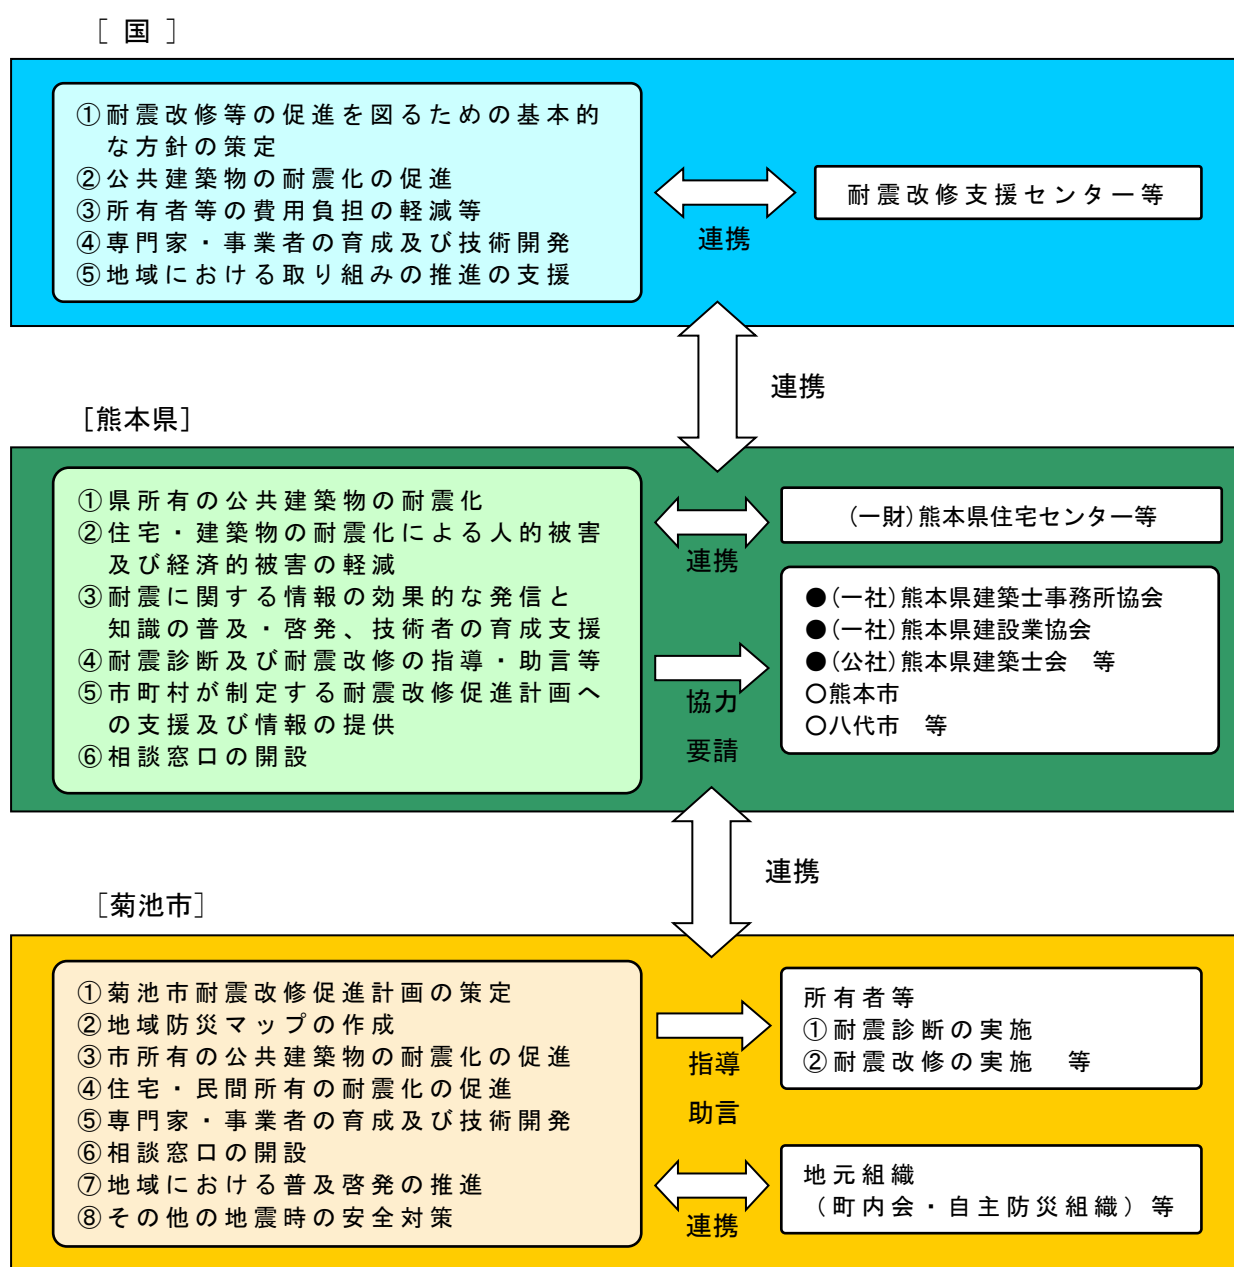 ［ 国 ］
①耐震改修等の促進を図るための基本的
な方針の策定
②公共建築物の耐震化の促進
③所有者等の費用負担の軽減等
④専門家・事業者の育成及び技術開発
⑤地域における取り組みの推進の支援
連携
耐震改修支援センター等
連携
［熊本県］
①県所有の公共建築物の耐震化
②住宅・建築物の耐震化による人的被害
及び経済的被害の軽減
③耐震に関する情報の効果的な発信と
知識の普及・啓発、技術者の育成支援
④耐震診断及び耐震改修の指導・助言等
⑤市町村が制定する耐震改修促進計画へ
の支援及び情報の提供
⑥相談窓口の開設
連携
(一財)熊本県住宅センター等
協力
要請
●(一社)熊本県建築士事務所協会
●(一社)熊本県建設業協会
●(公社)熊本県建築士会　等
○熊本市
○八代市　等
連携
［菊池市］
①菊池市耐震改修促進計画の策定
②地域防災マップの作成
③市所有の公共建築物の耐震化の促進
④住宅・民間所有の耐震化の促進
⑤専門家・事業者の育成及び技術開発
⑥相談窓口の開設
⑦地域における普及啓発の推進
⑧その他の地震時の安全対策
指導
助言
所有者等
①耐震診断の実施
②耐震改修の実施　等
連携
地元組織
（町内会・自主防災組織）等